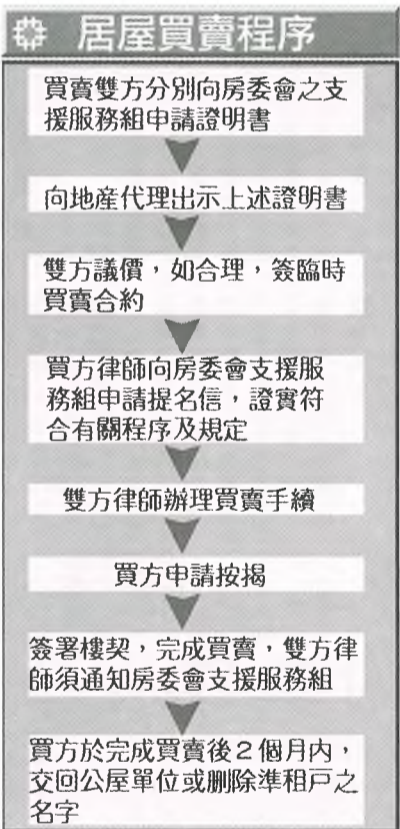 居屋買賣程序
買賣雙方分別向房委會之支
援服務組申請證明書
向地產代理出示上述證明書
雙方議價，如合理，簽臨時
買賣合約
買方律師向房委會支援服
務組申請提名信，證實符
合有關程序及規定
雙方律師辦理買賣手續
買方申請按揭
簽署樓契，完成買賣，雙方律
師須通知房委會支援服務組
買方於完成買賣後2個月內，
交回公屋單位或刪除準租戶之
名字